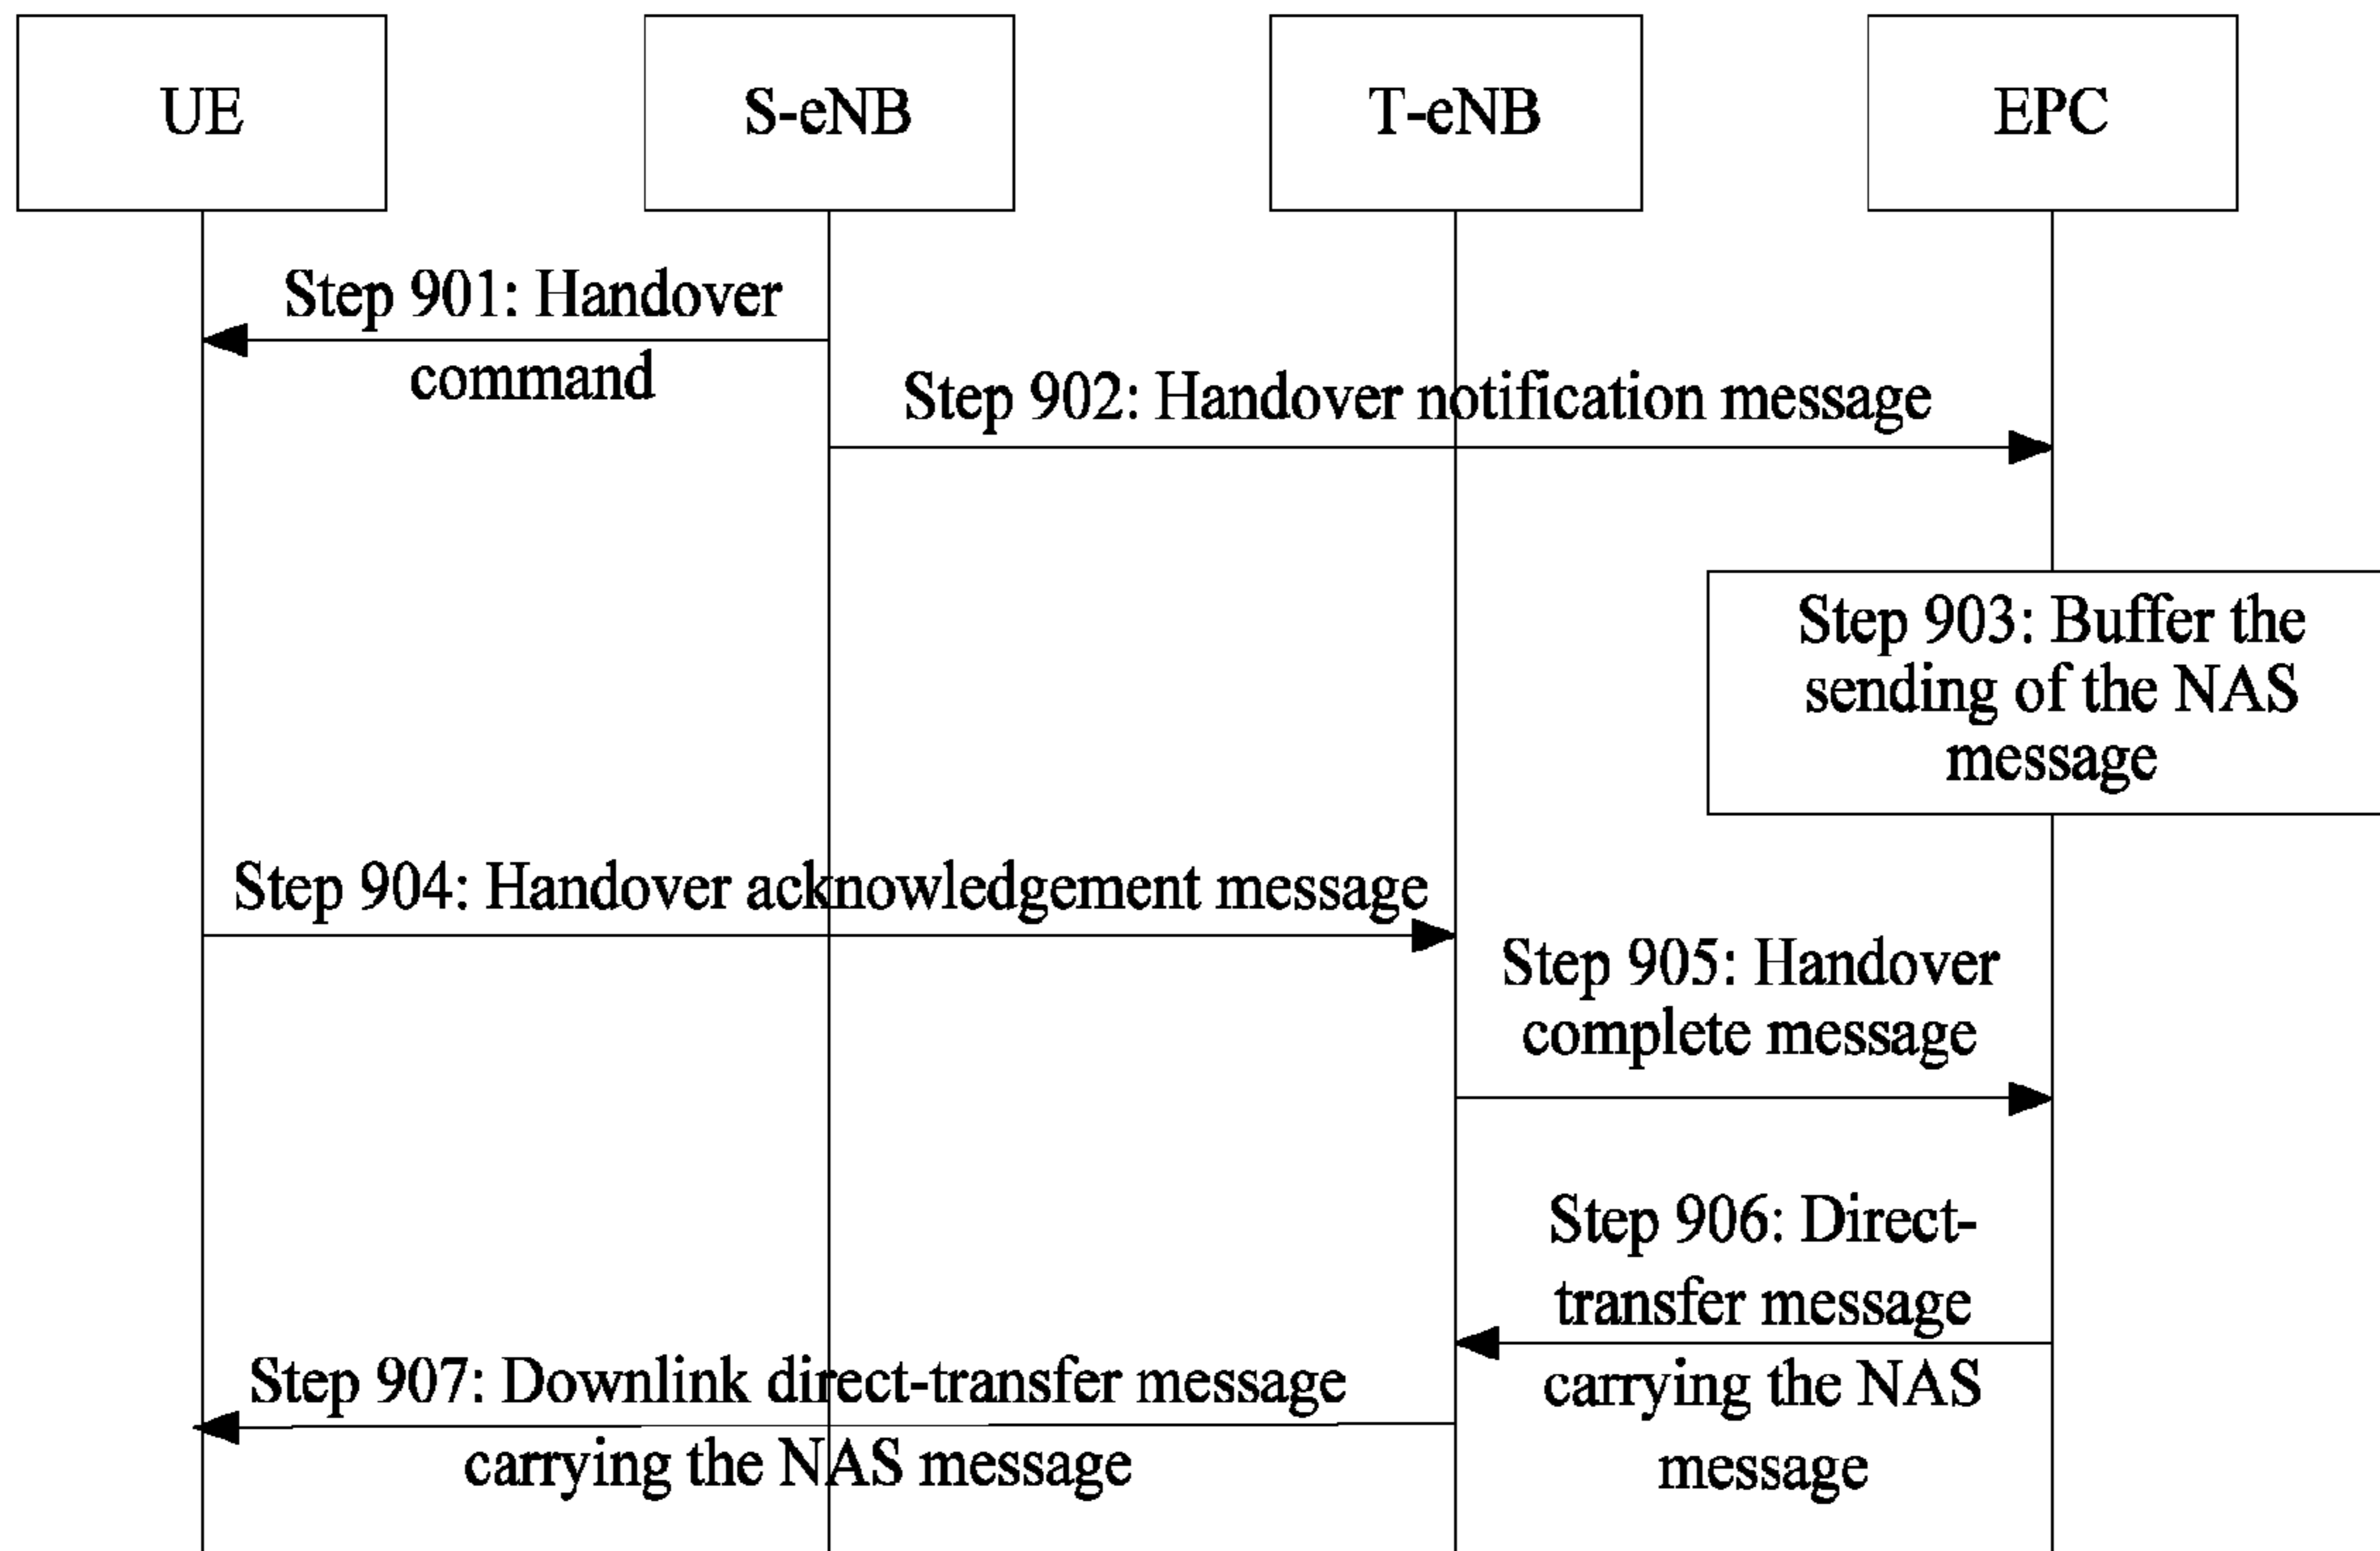 UE
S-eNB
T-eNB
EPC
Step 901: Handover
command
Step 902: Handover notification message
Step 903: Buffer the
sending of the NAS
message
Step 904: Handover acknowledgement message
Step 905: Handover
complete message
Step 906: Direct-
transfer message
carrying the NAS
message
Step 907: Downlink direct-transfer message
carrying the NAS message